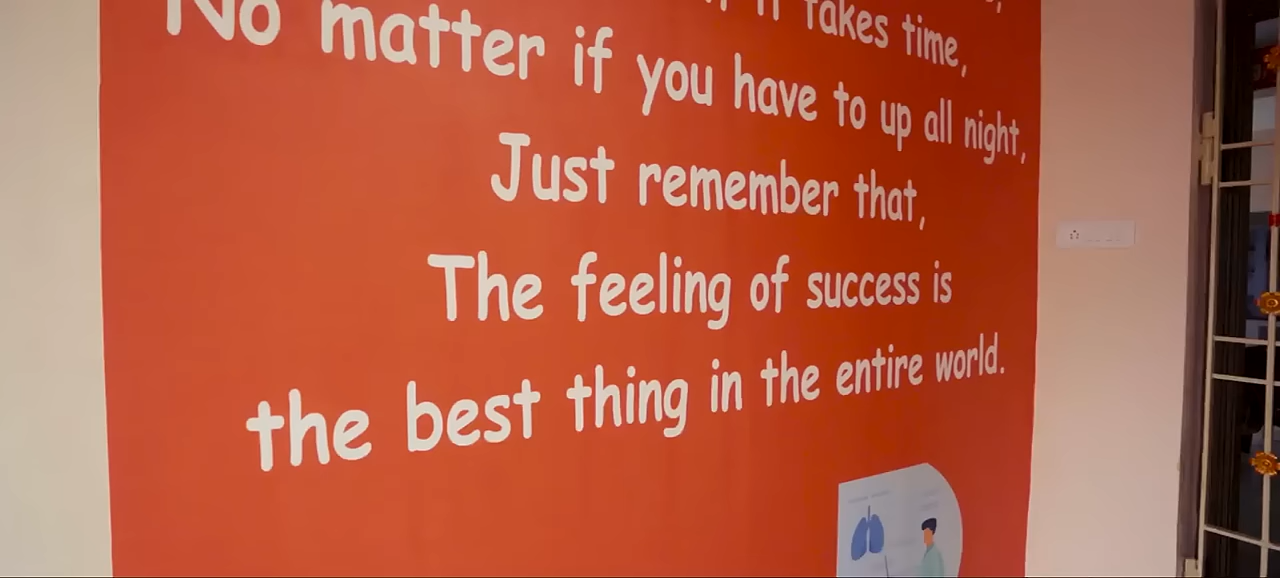 takes time,
No matter if you have to up all night,
Just remember that,
The feeling of success is
the best thing in the entire world.